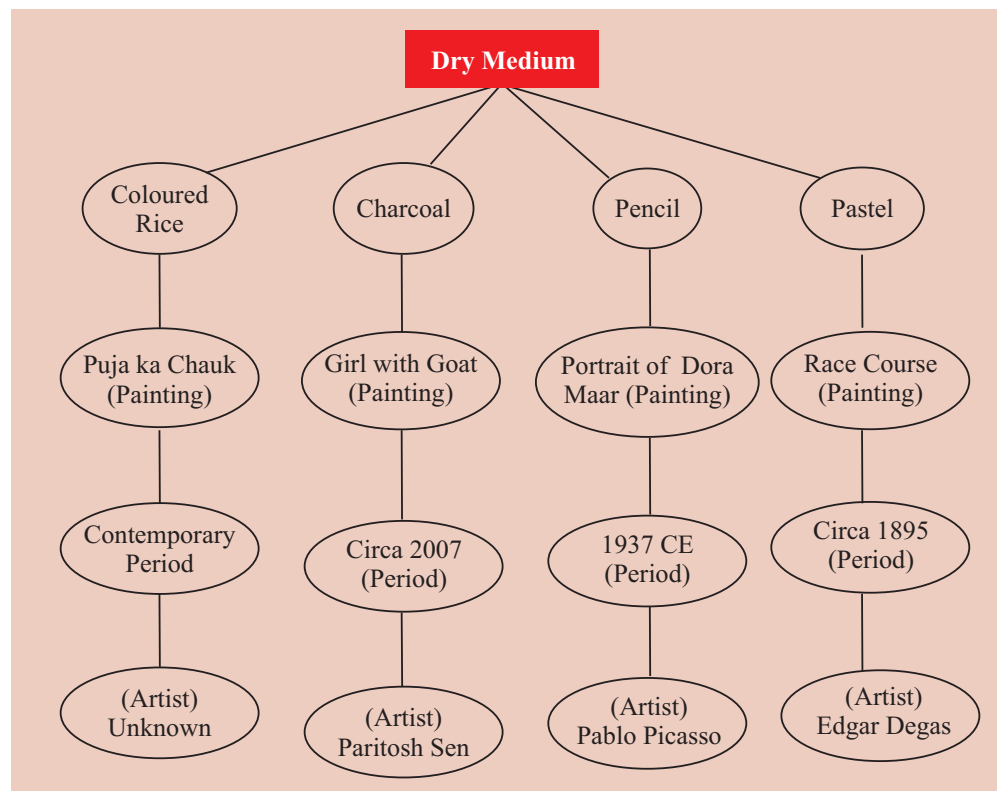 Dry Medium
Coloured
Rice
Charcoal
Pencil
Pastel
Puja ka Chauk
(Painting)
Girl with Goat
(Painting)
Portrait of Dora
Maar (Painting)
Race Course
(Painting)
Contemporary
Period
Circa 2007
(Period)
1937 CE
(Period)
Circa 1895
(Period)
(Artist)
Unknown
(Artist)
Paritosh Sen
(Artist)
Pablo Picasso
(Artist)
Edgar Degas